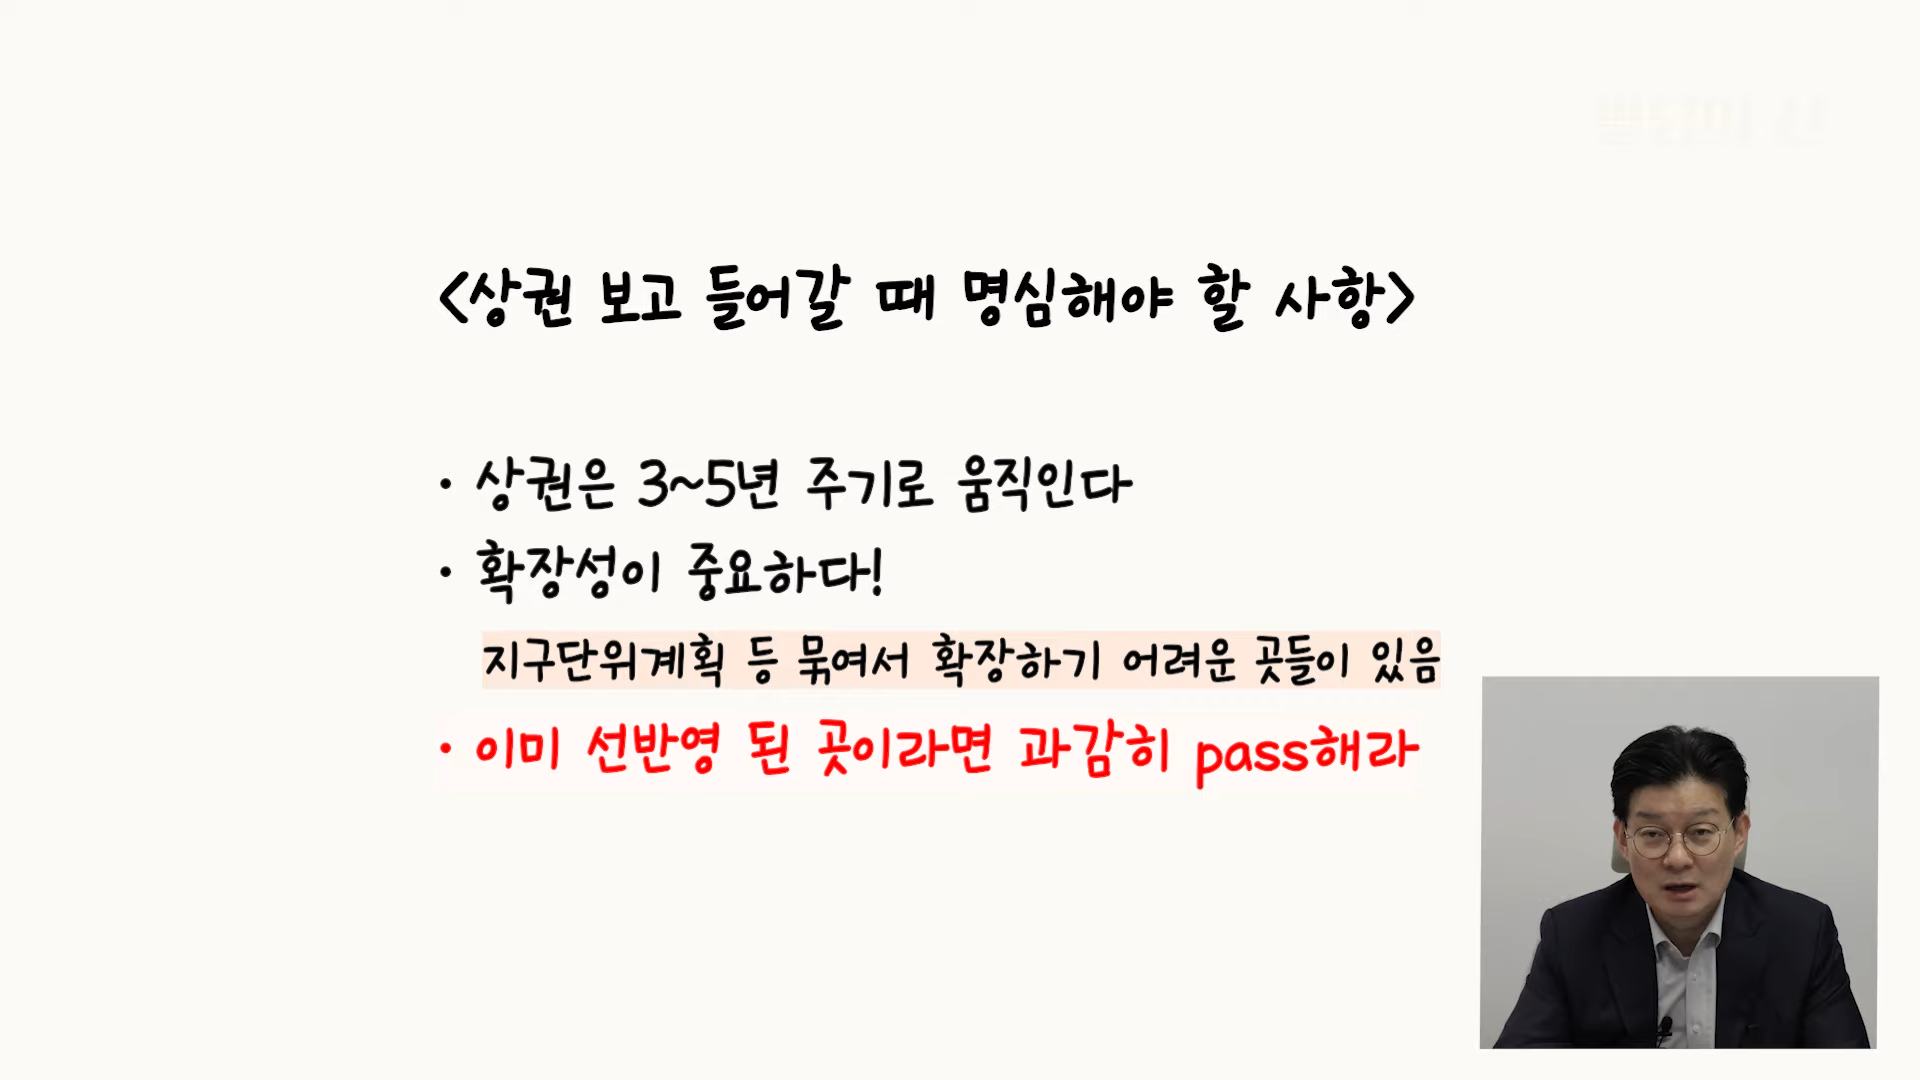 <상권 보고 들어갈 때 명심해야 할 사항>
· 상권은 3~5년 주기로 움직인다
· 확장성이 중요하다!
지구단위계획 등 묶여서 확장하기 어려운 곳들이 있음
· 이미 선반영 된 곳이라면 과감히 pass해라